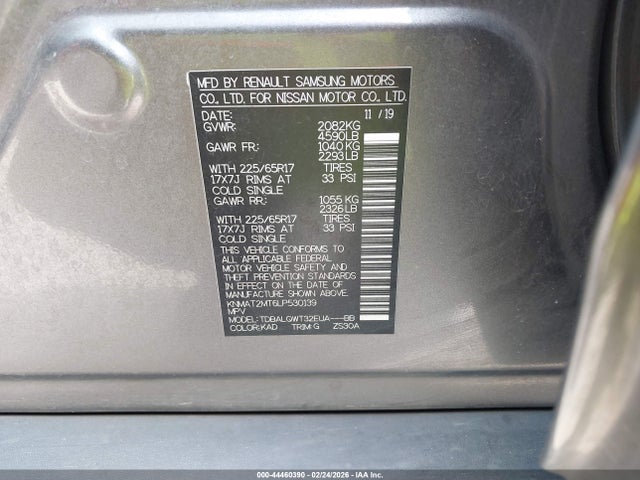 MFD BY RENAULT SAMSUNG MOTORS
CO., LTD. FOR NISSAN MOTOR CO., LTD.
DATE: 11 / 19
GVWR: 2082KG
4590LB
GAWR FR: 1040 KG
2293 LB
WITH 225/65R17 TIRES
17X7J RIMS AT 33 PSI
COLD SINGLE
GAWR RR: 1055 KG
2326 LB
WITH 225/65R17 TIRES
17X7J RIMS AT 33 PSI
COLD SINGLE
THIS VEHICLE CONFORMS TO
ALL APPLICABLE FEDERAL
MOTOR VEHICLE SAFETY AND
THEFT PREVENTION STANDARDS
IN EFFECT ON THE DATE OF
MANUFACTURE SHOWN ABOVE.
KNMAT2MT6LP530139
MPV
MODEL: TDBALGWT32EUA---BB
COLOR:KAD TRIM:G ZS30A
000-44460390 - 02/24/2026 - IAA Inc.